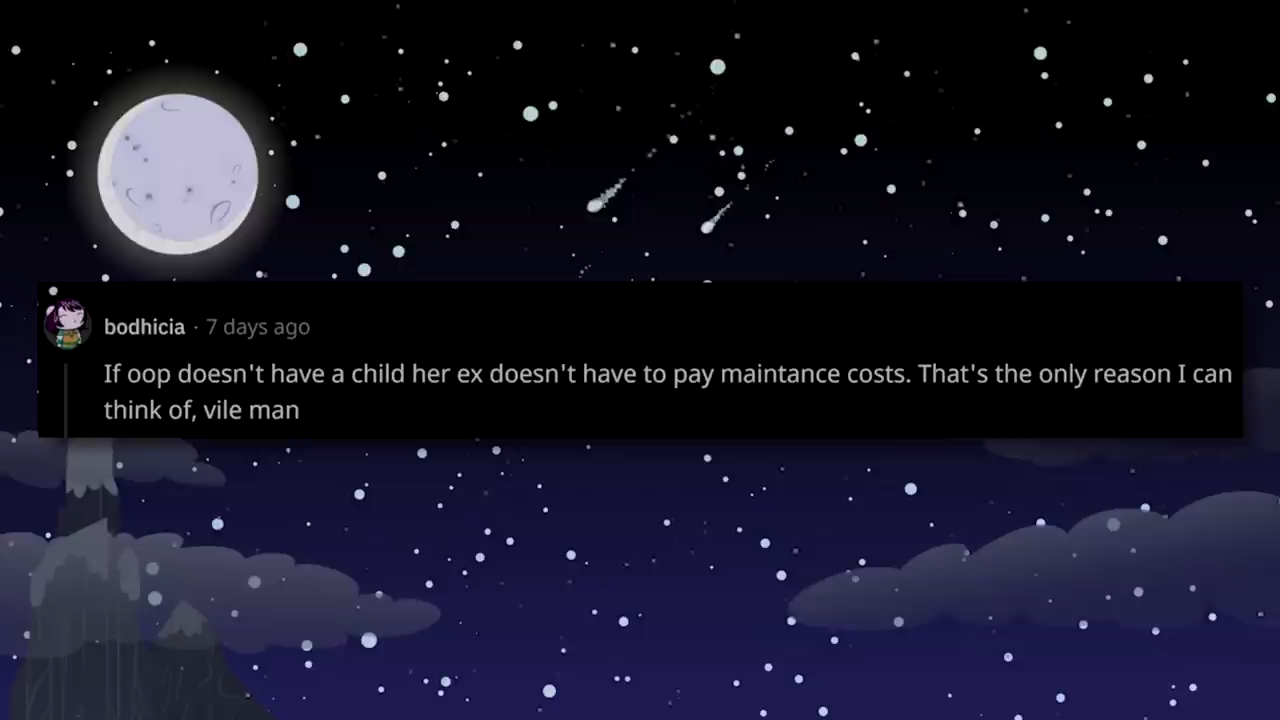 bodhicia · 7 days ago
If oop doesn't have a child her ex doesn't have to pay maintance costs. That's the only reason I can
think of, vile man